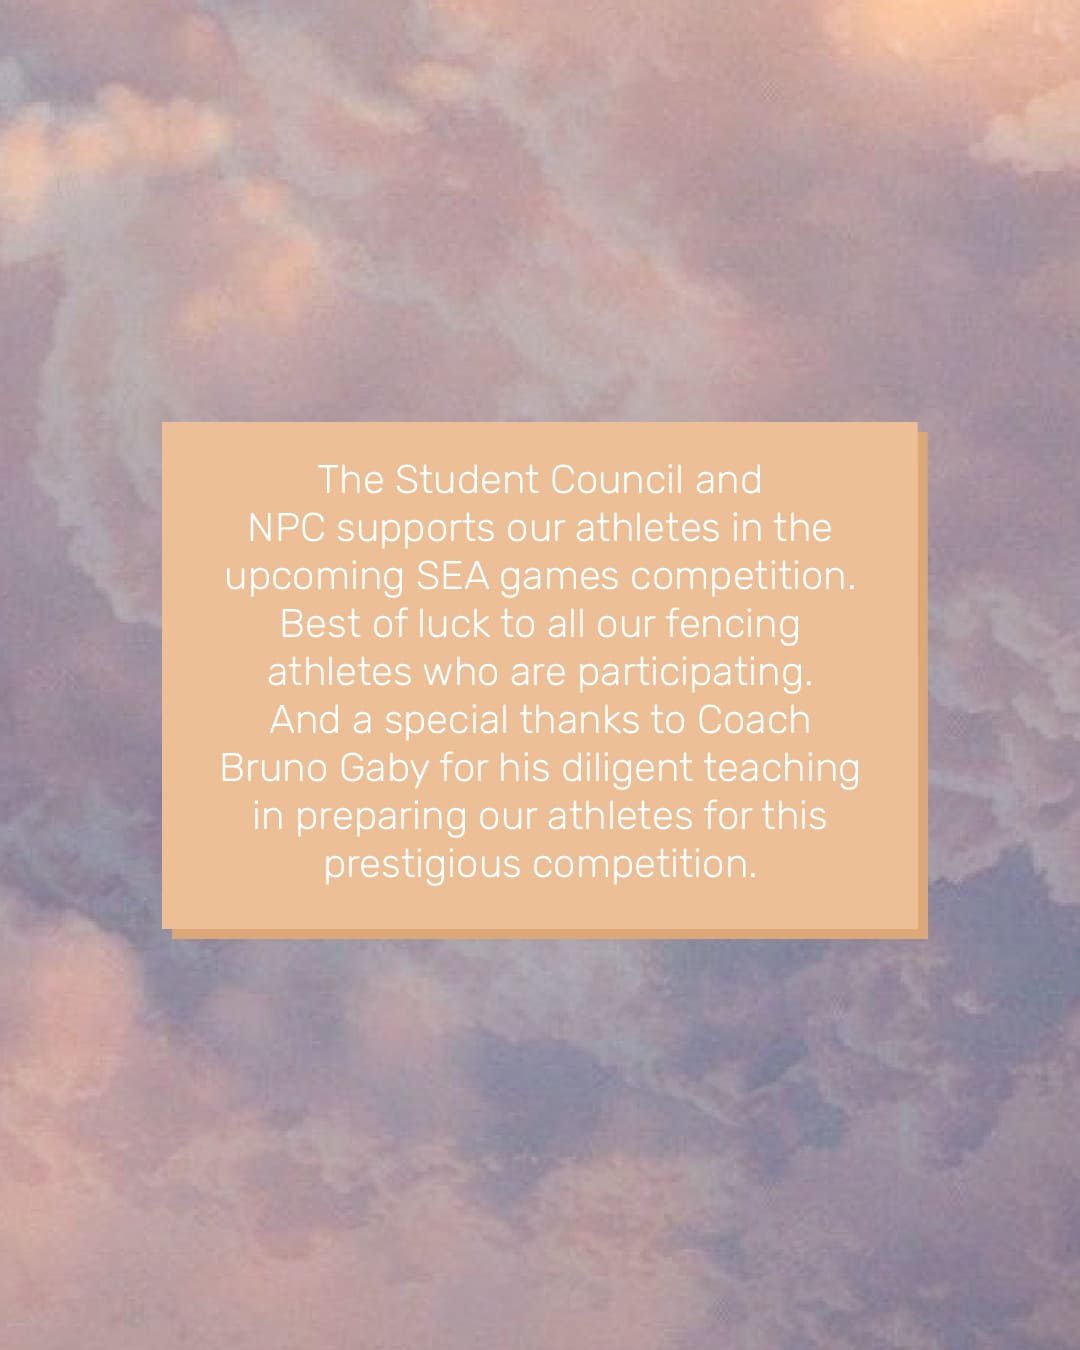 The Student Council and
NPC supports our athletes in the
upcoming SEA games competition.
Best of luck to all our fencing
athletes who are participating.
And a special thanks to Coach
Bruno Gaby for his diligent teaching
in preparing our athletes for this
prestigious competition.